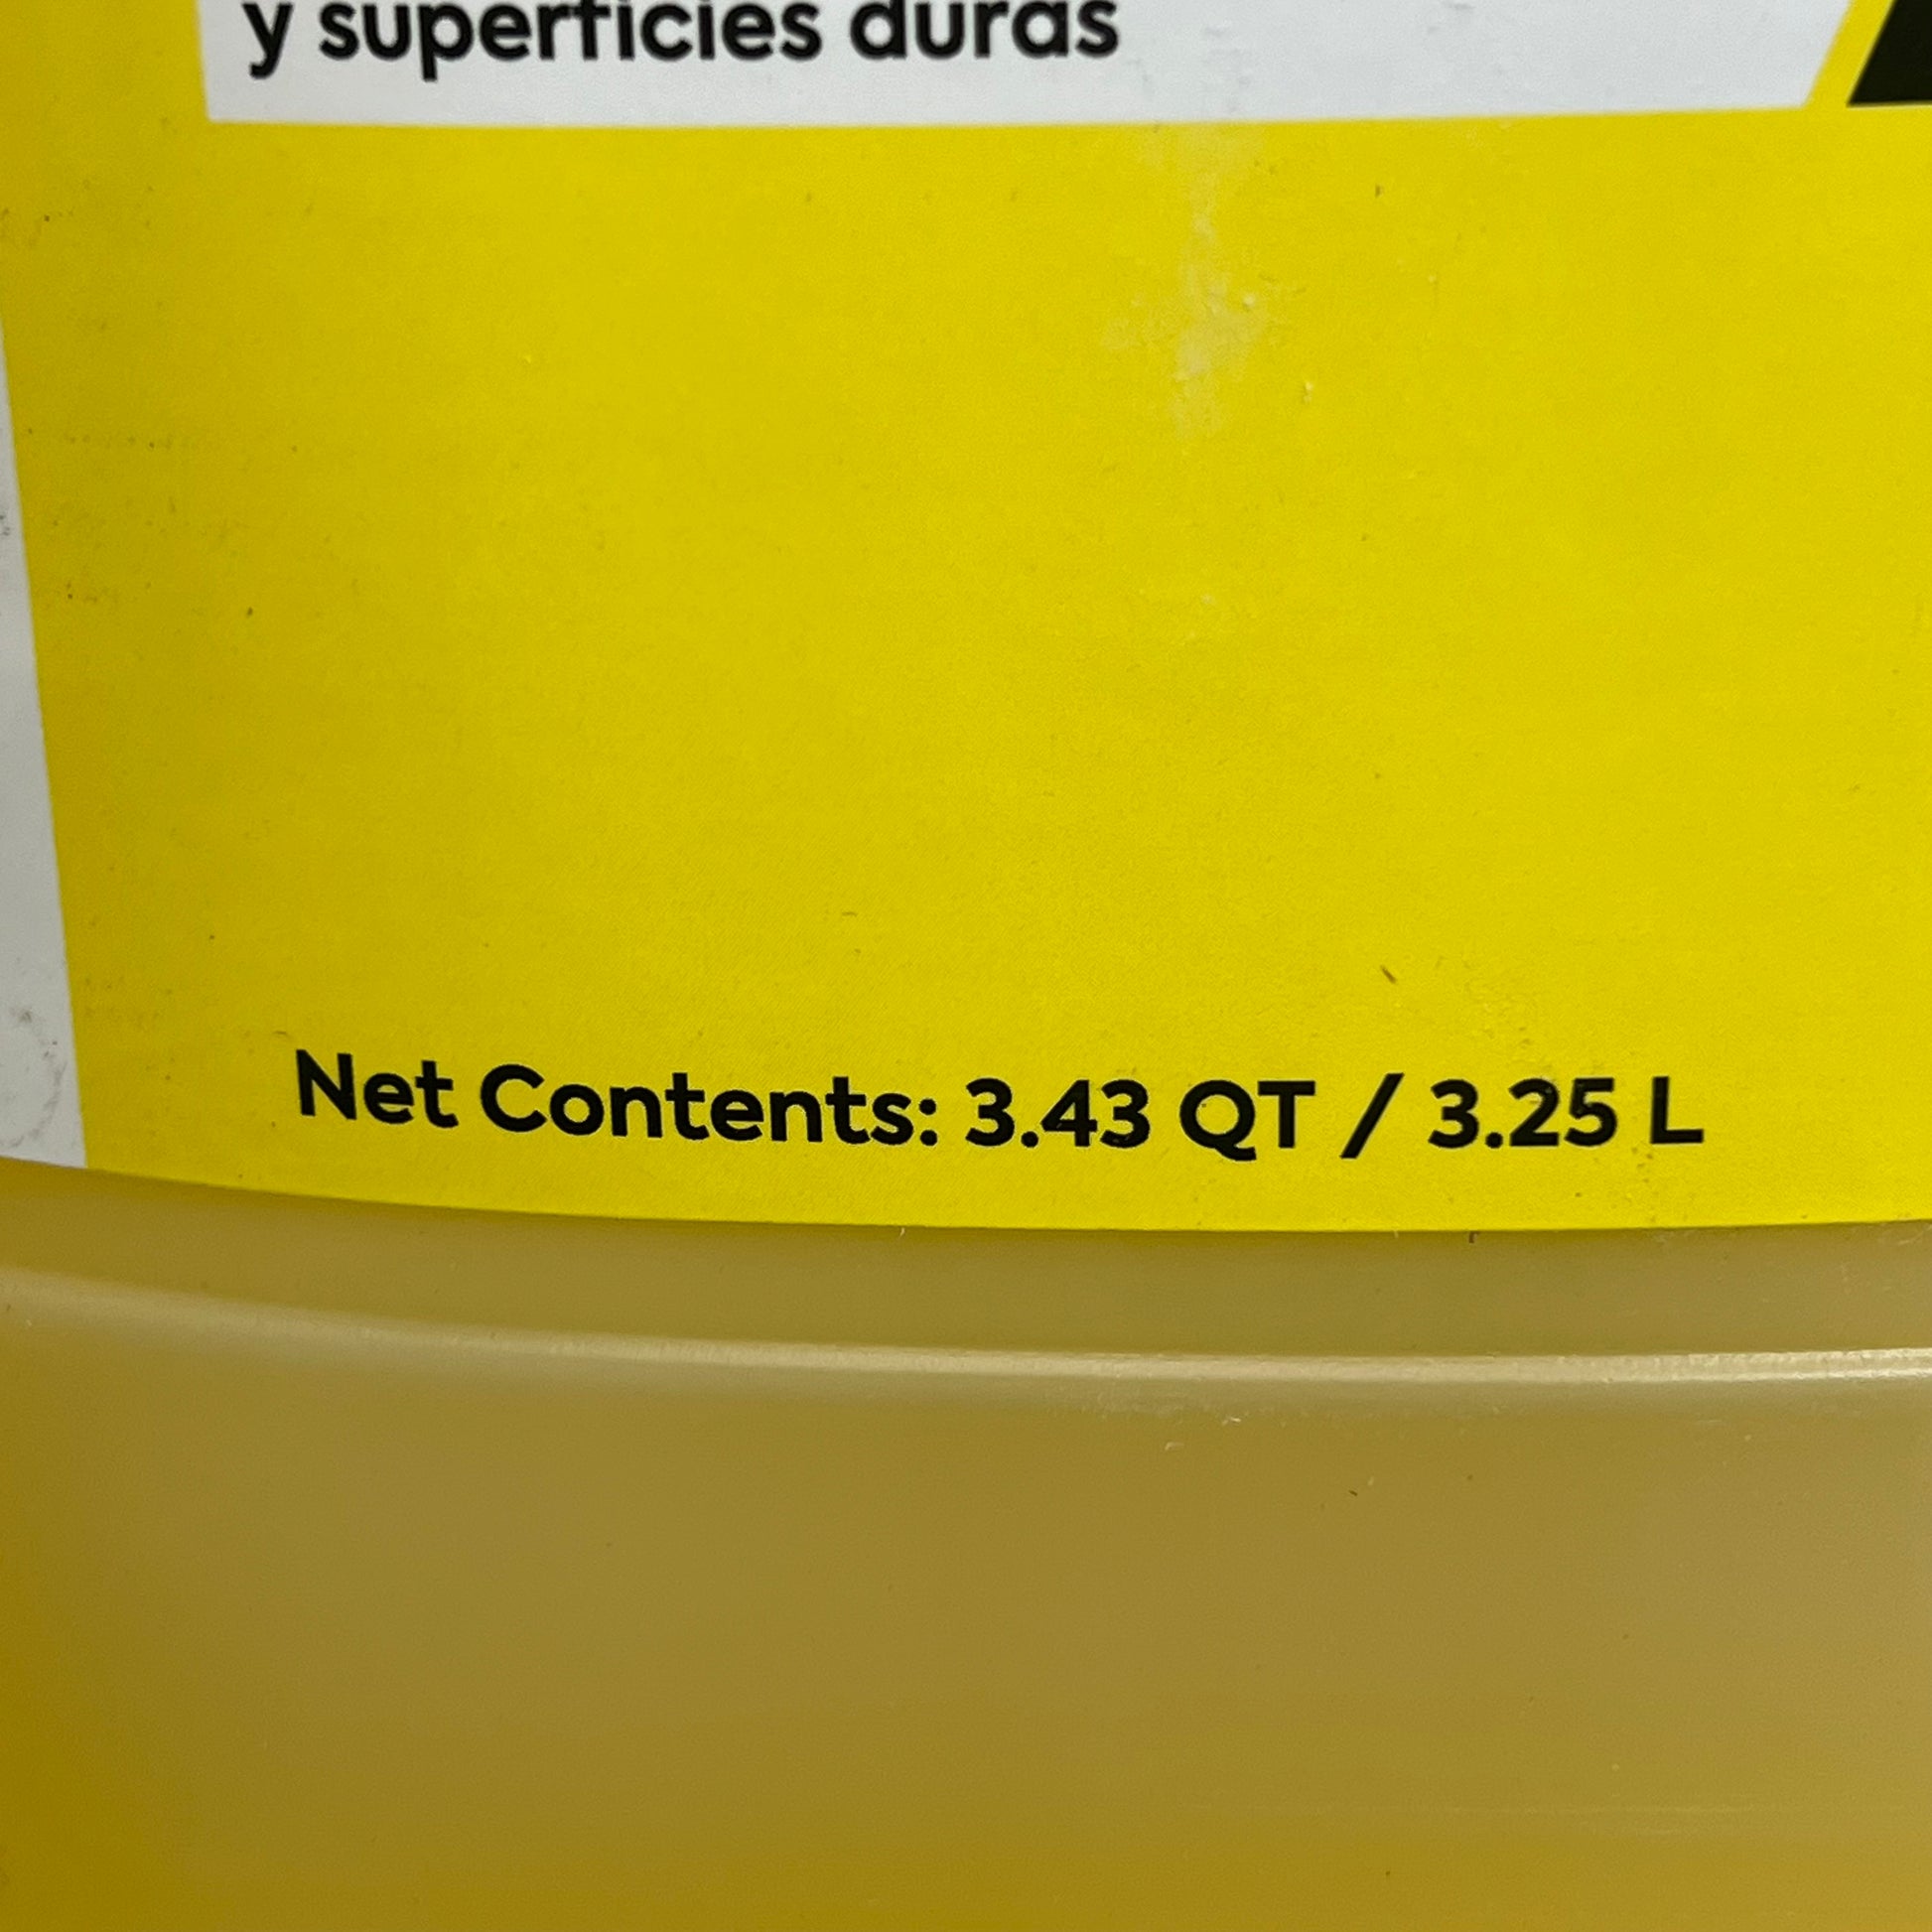 y superficies duras
Net Contents: 3.43 QT / 3.25 L